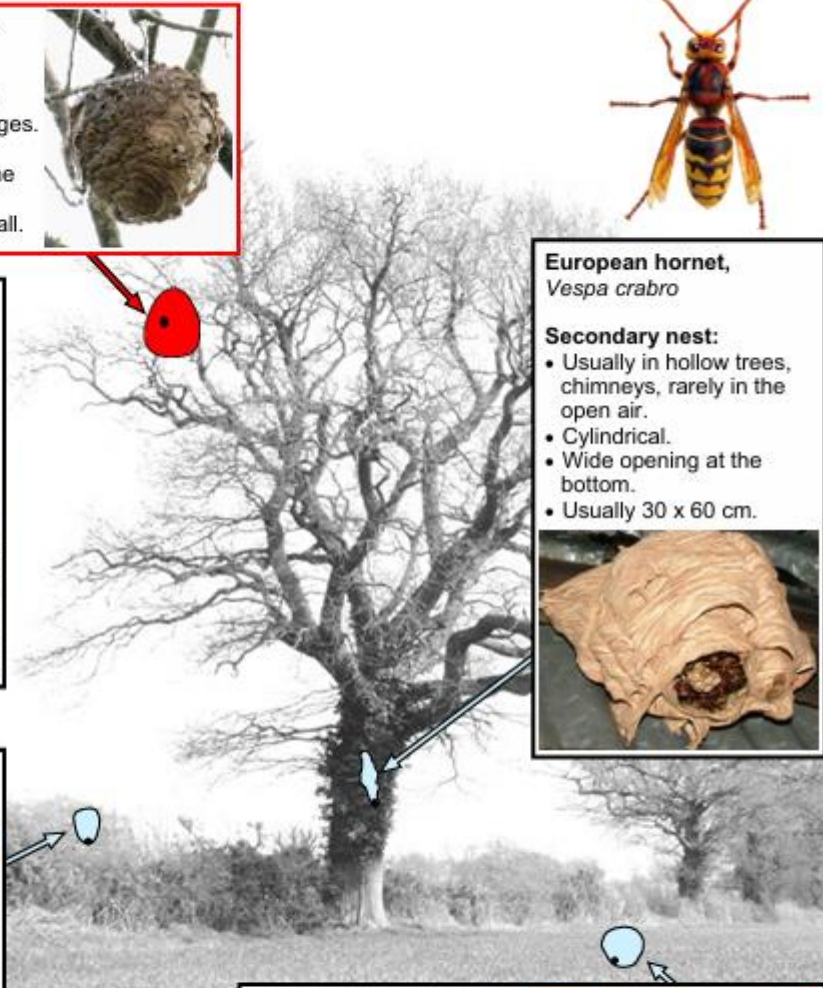 ges.
all.
European hornet,
Vespa crabro
Secondary nest:
• Usually in hollow trees,
chimneys, rarely in the
open air.
• Cylindrical.
• Wide opening at the
bottom.
• Usually 30 x 60 cm.